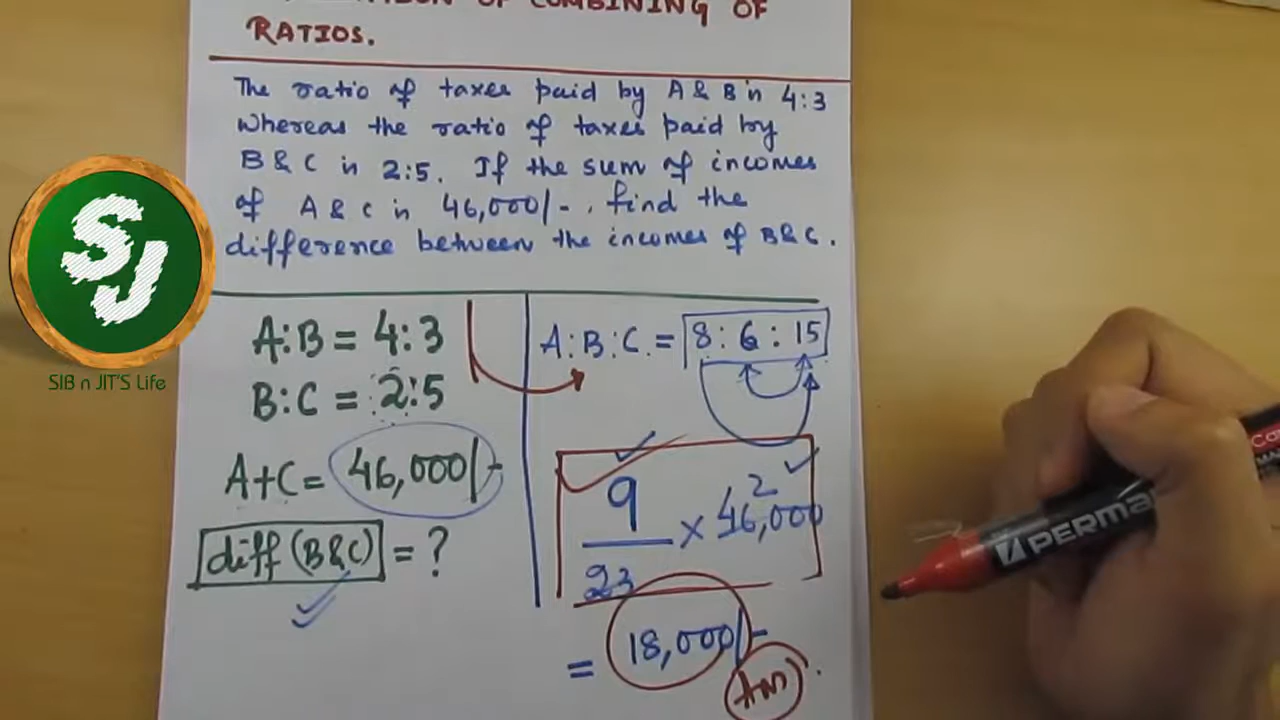 OF COMBINING OF
RATIOS.
The ratio of taxes paid by A & B is 4:3
Whereas the ratio of taxes paid by
B & C is 2:5. If the sum of incomes
of A & C is 46,000/-. find the
difference between the incomes of B & C.
A:B = 4:3
B:C = 2:5
A+C = 46,000/-
diff (B&C) = ?
A:B:C. = 8:6:15
9
2
23
× 46,000
= 18,000/-
Ans.
SJ
SIB n JIT'S Life
PERMA